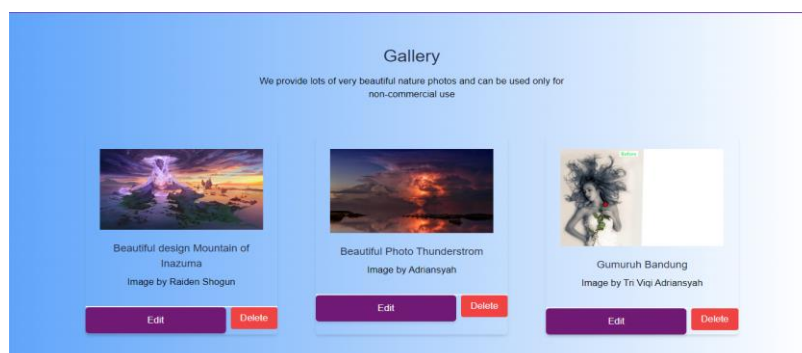 Gallery
We provide lots of very beautiful nature photos and can be used only for
non-commercial use
Beautiful design Mountain of
Inazuma
Image by Raiden Shogun
Edit
Delete
Beautiful Photo Thunderstrom
Image by Adriansyah
Edit
Delete
Before
Gumuruh Bandung
Image by Tri Viqi Adriansyah
Edit
Delete